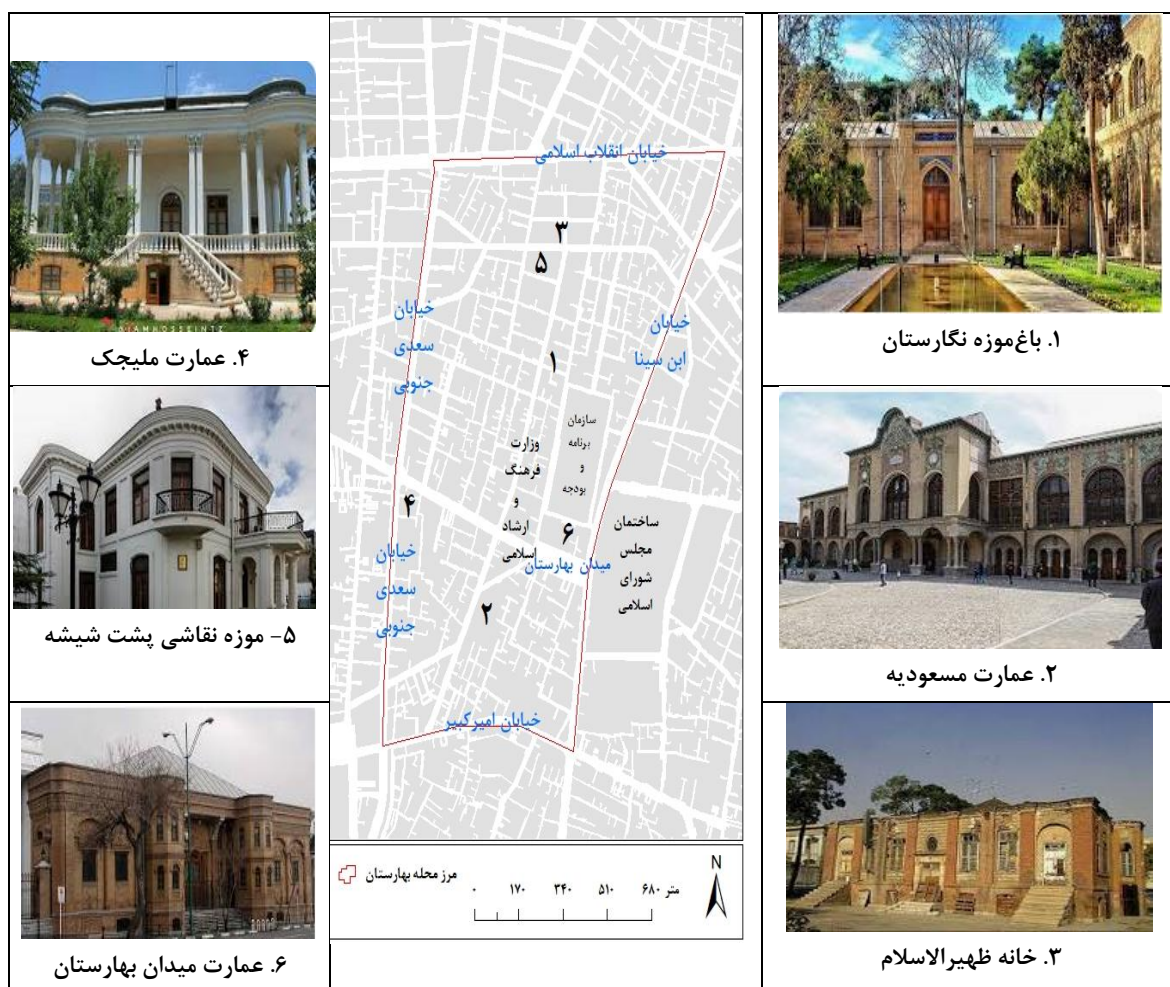 ۱. باغ‌موزه نگارستان
۲. عمارت مسعودیه
۳. خانه ظهیرالاسلام
خیابان انقلاب اسلامی
۳
۵
خیابان
سعدی
جنوبی
خیابان
ابن سینا
۱
سازمان
برنامه
و
بودجه
وزارت
فرهنگ
و
ارشاد
اسلامی
۴
۶
ساختمان
مجلس
شورای
اسلامی
میدان بهارستان
خیابان
سعدی
جنوبی
۲
خیابان امیرکبیر
مرز محله بهارستان
۰ ۱۷۰ ۳۴۰ ۵۱۰ ۶۸۰ متر
N
۴. عمارت ملیجک
۵- موزه نقاشی پشت شیشه
۶. عمارت میدان بهارستان